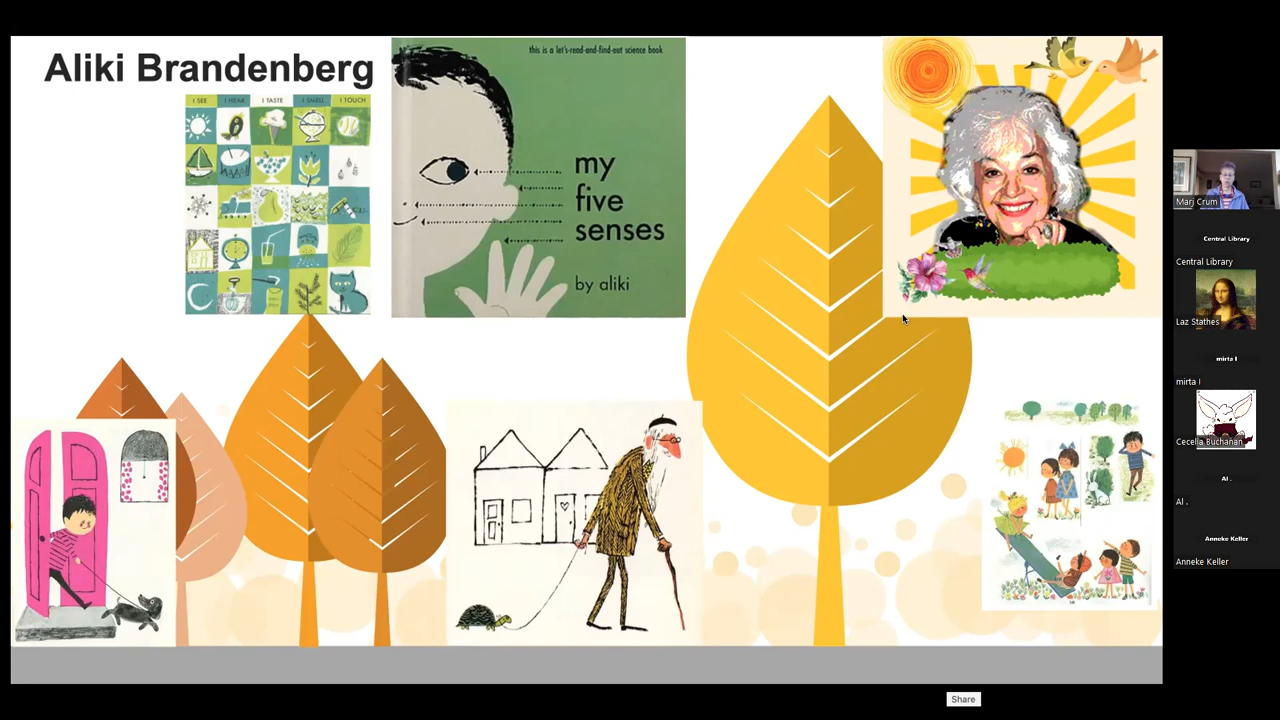 Aliki Brandenberg
I SEE I HEAR I TASTE I SMELL I TOUCH
this is a let's-read-and-find-out science book
my
five
senses
by aliki
Marj Crum
Central Library
Central Library
Laz Stathes
mirta l
mirta l
Cecelia Buchanan
Al .
Al .
Anneke Keller
Anneke Keller
Share